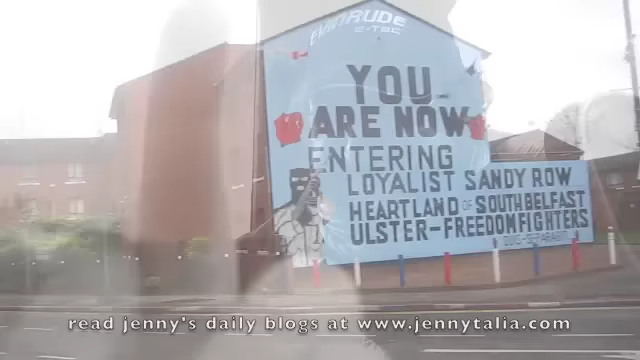 EVINRUDE
E-TEC
YOU
ARE NOW
ENTERING
LOYALIST SANDY ROW
HEARTLAND OF SOUTH BELFAST
ULSTER-FREEDOM FIGHTERS
read jenny's daily blogs at www.jennytalia.com